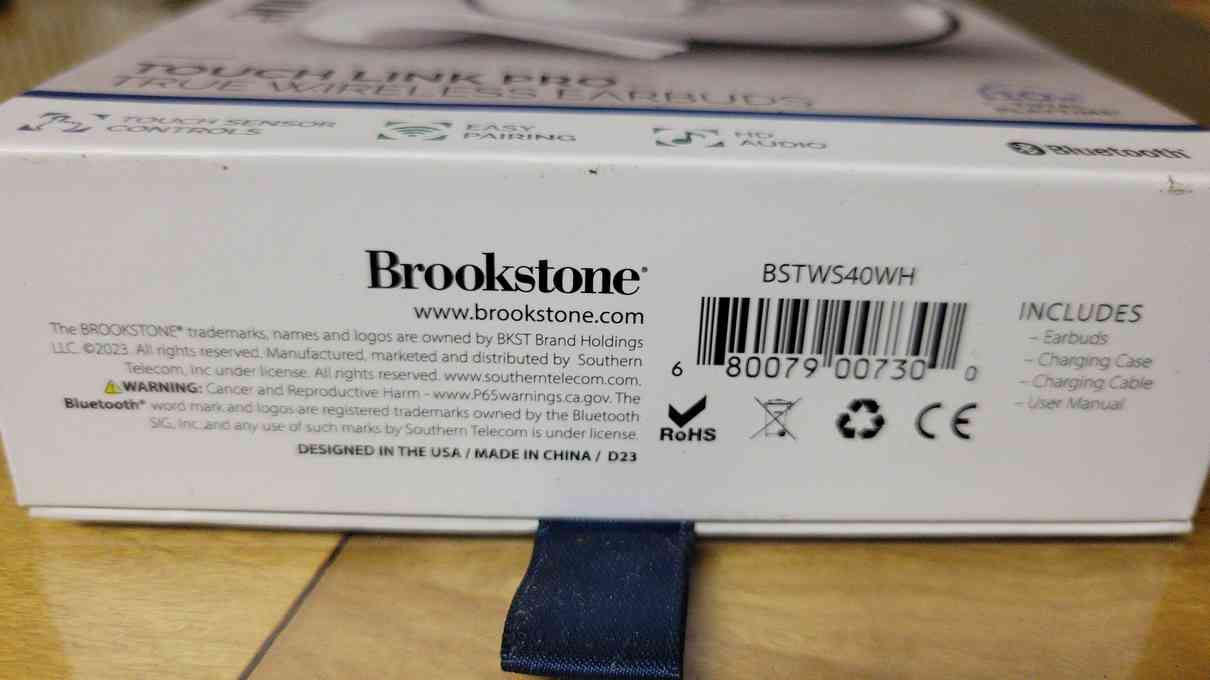 TOUCH LINK PRO
TRUE WIRELESS EARBUDS
TOUCH SENSOR
CONTROLS
EASY
PAIRING
HD
AUDIO
Bluetooth®
Brookstone®
www.brookstone.com
The BROOKSTONE® trademarks, names and logos are owned by BKST Brand Holdings
LLC. ©2023. All rights reserved. Manufactured, marketed and distributed by Southern
Telecom, Inc under license. All rights reserved. www.southerntelecom.com.
WARNING: Cancer and Reproductive Harm - www.P65warnings.ca.gov. The
Bluetooth® word mark and logos are registered trademarks owned by the Bluetooth
SIG, Inc.and any use of such marks by Southern Telecom is under license.
DESIGNED IN THE USA / MADE IN CHINA / D23
BSTWS40WH
6 80079 00730 0
RoHS
CE
INCLUDES
– Earbuds
– Charging Case
– Charging Cable
– User Manual